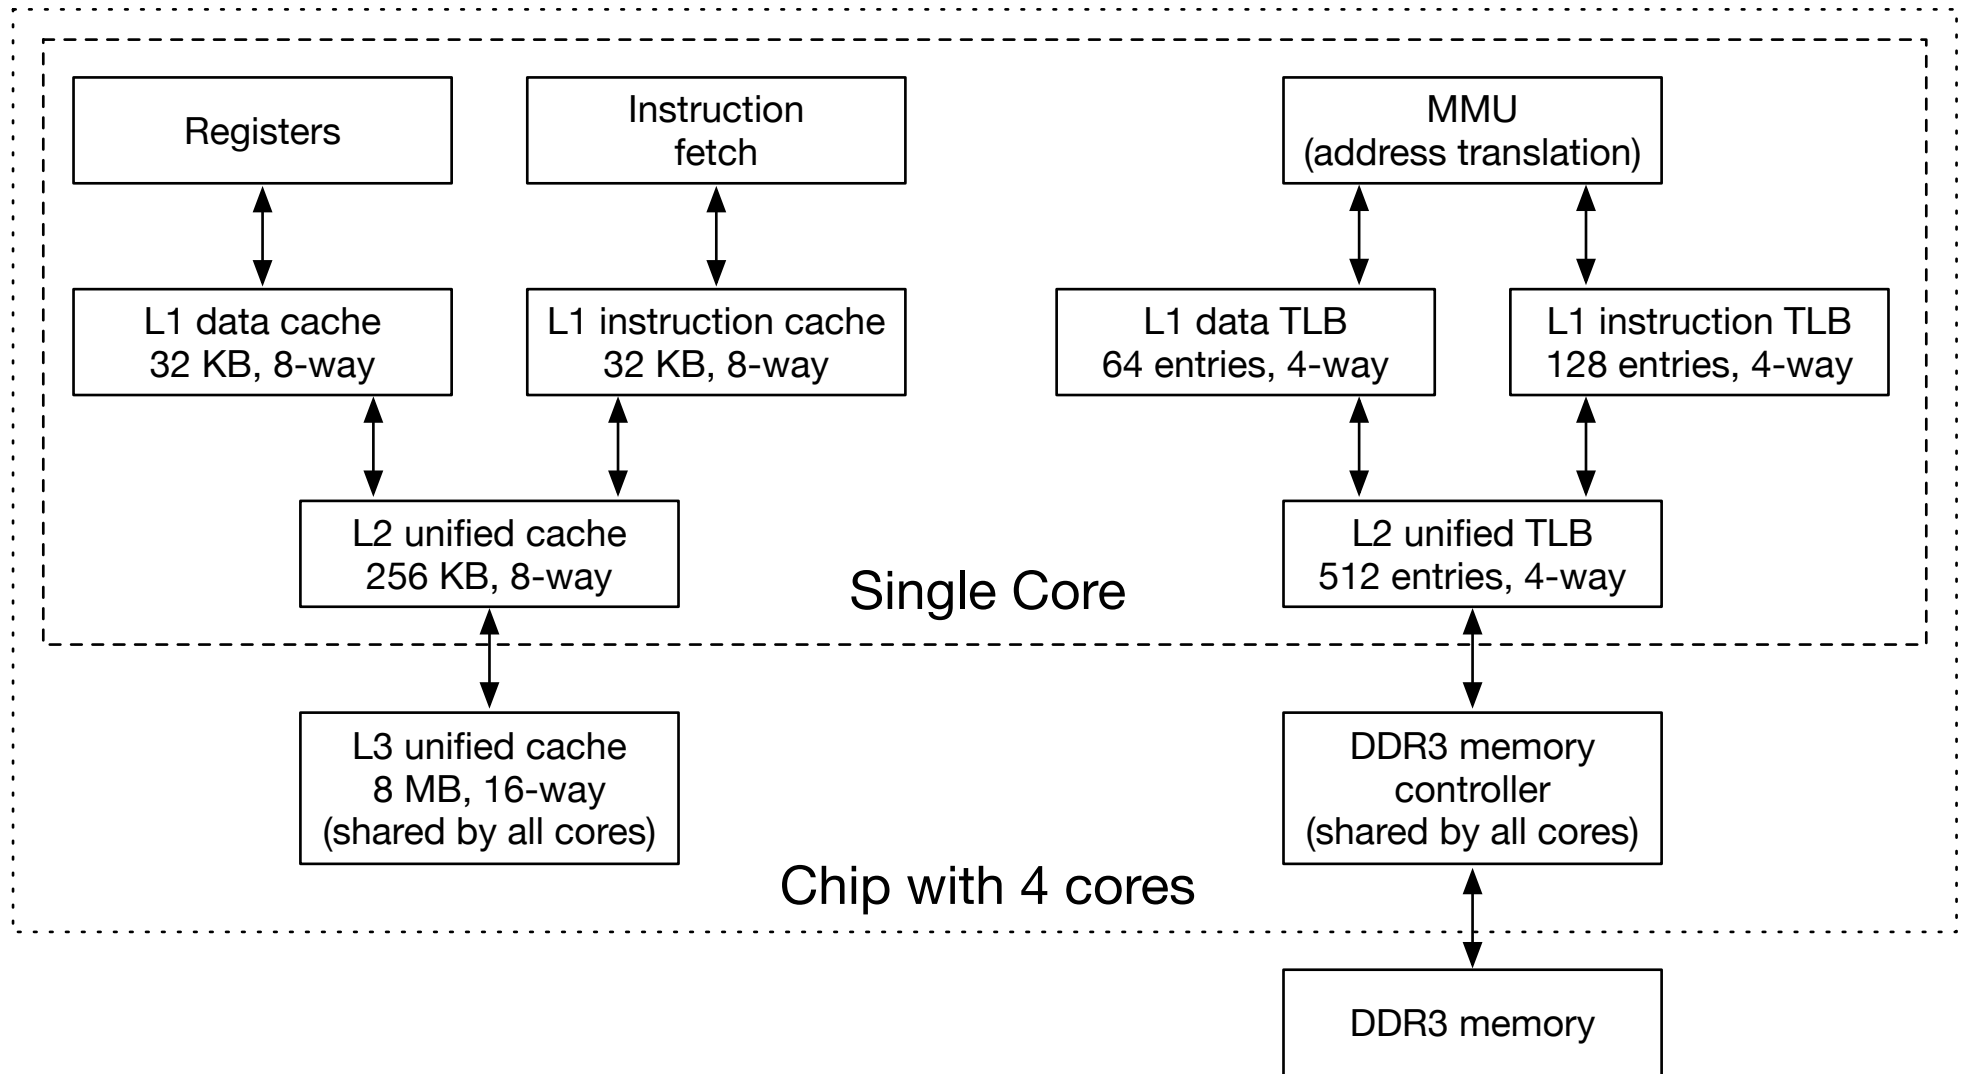 Registers
Instruction
fetch
MMU
(address translation)
L1 data cache
32 KB, 8-way
L1 instruction cache
32 KB, 8-way
L1 data TLB
64 entries, 4-way
L1 instruction TLB
128 entries, 4-way
L2 unified cache
256 KB, 8-way
L2 unified TLB
512 entries, 4-way
Single Core
L3 unified cache
8 MB, 16-way
(shared by all cores)
DDR3 memory
controller
(shared by all cores)
Chip with 4 cores
DDR3 memory